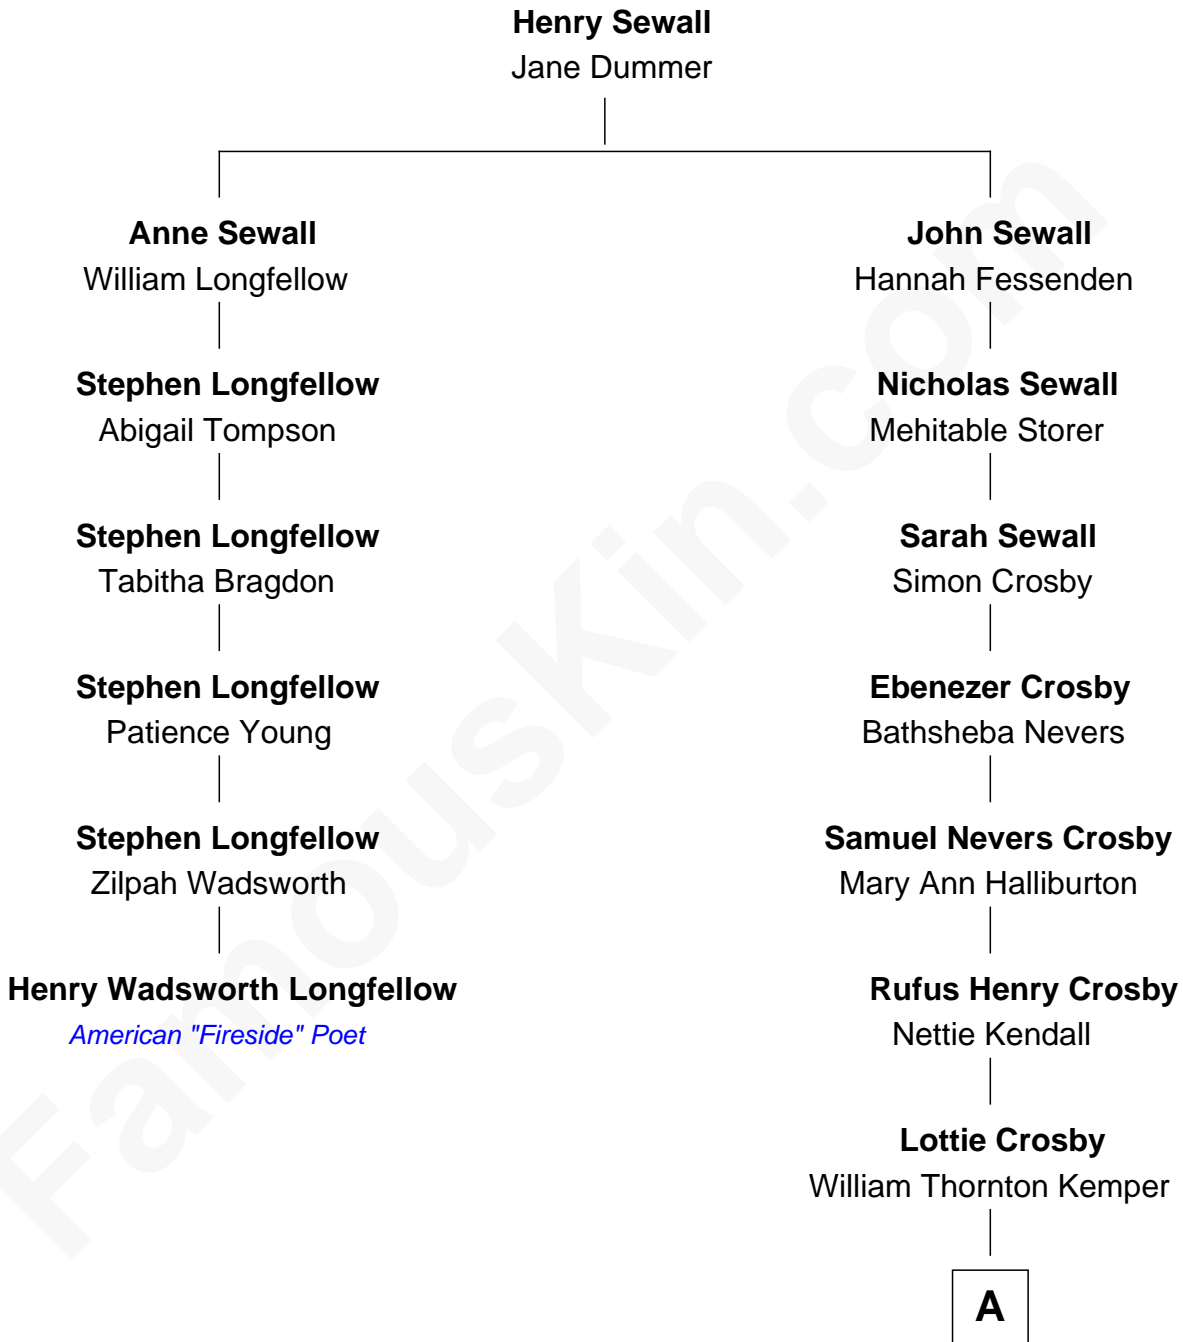 Henry Sewall
Jane Dummer
Anne Sewall
William Longfellow
John Sewall
Hannah Fessenden
Stephen Longfellow
Abigail Tompson
Nicholas Sewall
Mehitable Storer
Stephen Longfellow
Tabitha Bragdon
Sarah Sewall
Simon Crosby
Stephen Longfellow
Patience Young
Ebenezer Crosby
Bathsheba Nevers
Stephen Longfellow
Zilpah Wadsworth
Samuel Nevers Crosby
Mary Ann Halliburton
Henry Wadsworth Longfellow
American "Fireside" Poet
Rufus Henry Crosby
Nettie Kendall
Lottie Crosby
William Thornton Kemper
A
FamousKin.com